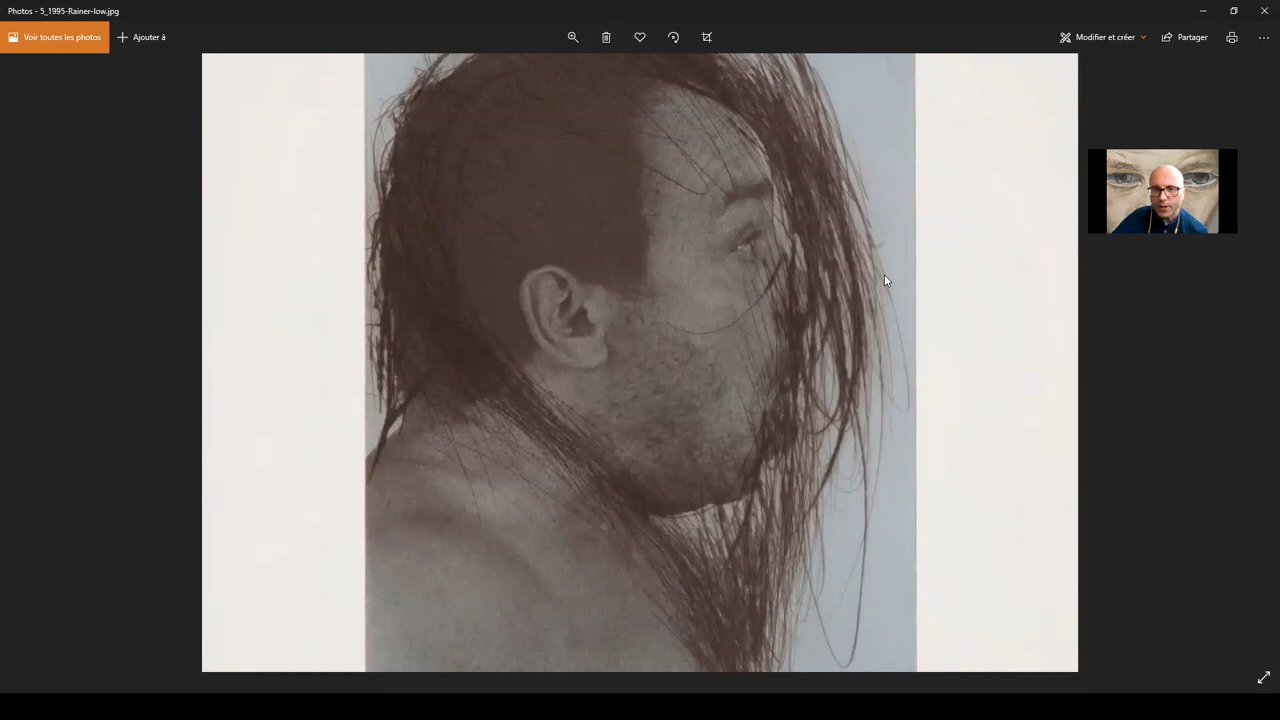 Photos - 5_1995-Rainer-low.jpg
Voir toutes les photos
Ajouter à
Modifier et créer
Partager